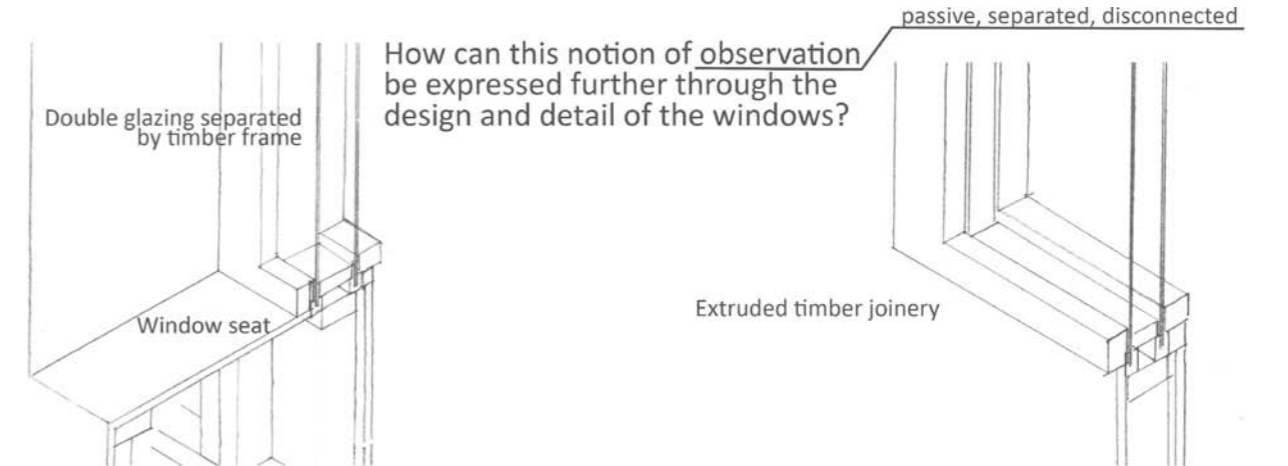 passive, separated, disconnected
How can this notion of observation
be expressed further through the
design and detail of the windows?
Double glazing separated
by timber frame
Window seat
Extruded timber joinery